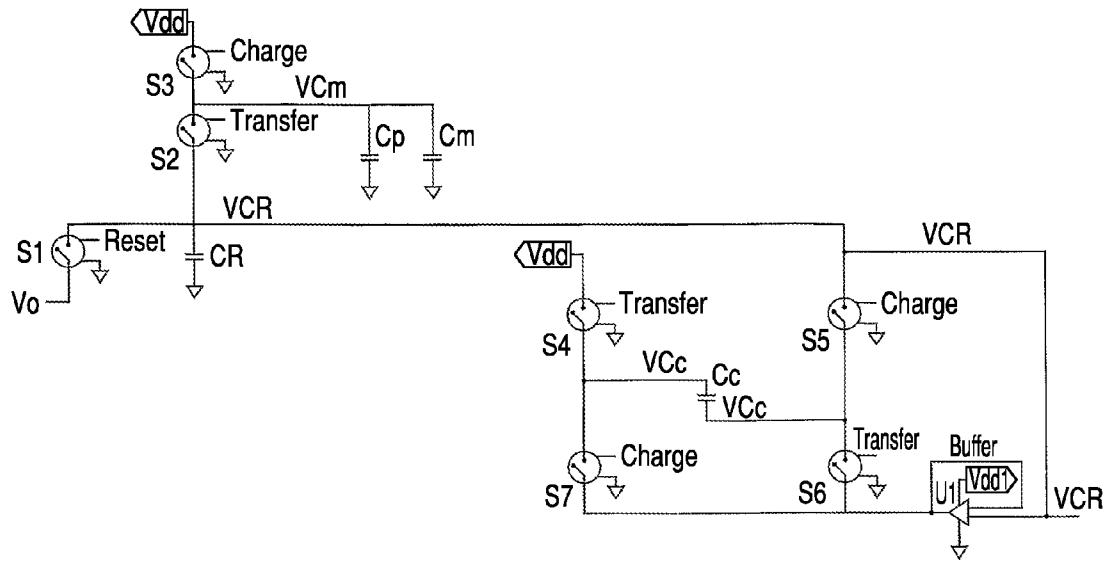 Vdd
Charge
S3
VCm
Transfer
Cp
Cm
S2
VCR
Reset
S1
CR
VCR
Vdd
Vo
Transfer
Charge
S4
S5
VCc
Cc
VCc
Transfer
Buffer
Charge
Vdd1
S7
S6
U1
VCR